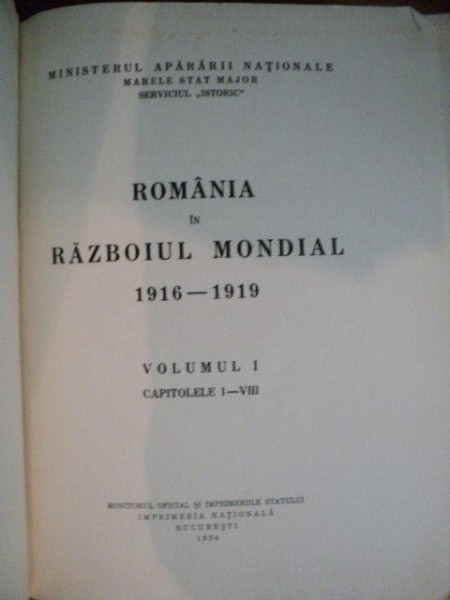 MINISTERUL APĂRĂRII NAȚIONALE
MARELE STAT MAJOR
SERVICIUL „ISTORIC"
ROMÂNIA
ÎN
RĂZBOIUL MONDIAL
1916 — 1919
VOLUMUL I
CAPITOLELE I—VIII
MONITORUL OFICIAL ȘI IMPRIMERIILE STATULUI
IMPRIMERIA NAȚIONALĂ
BUCUREȘTI
1934